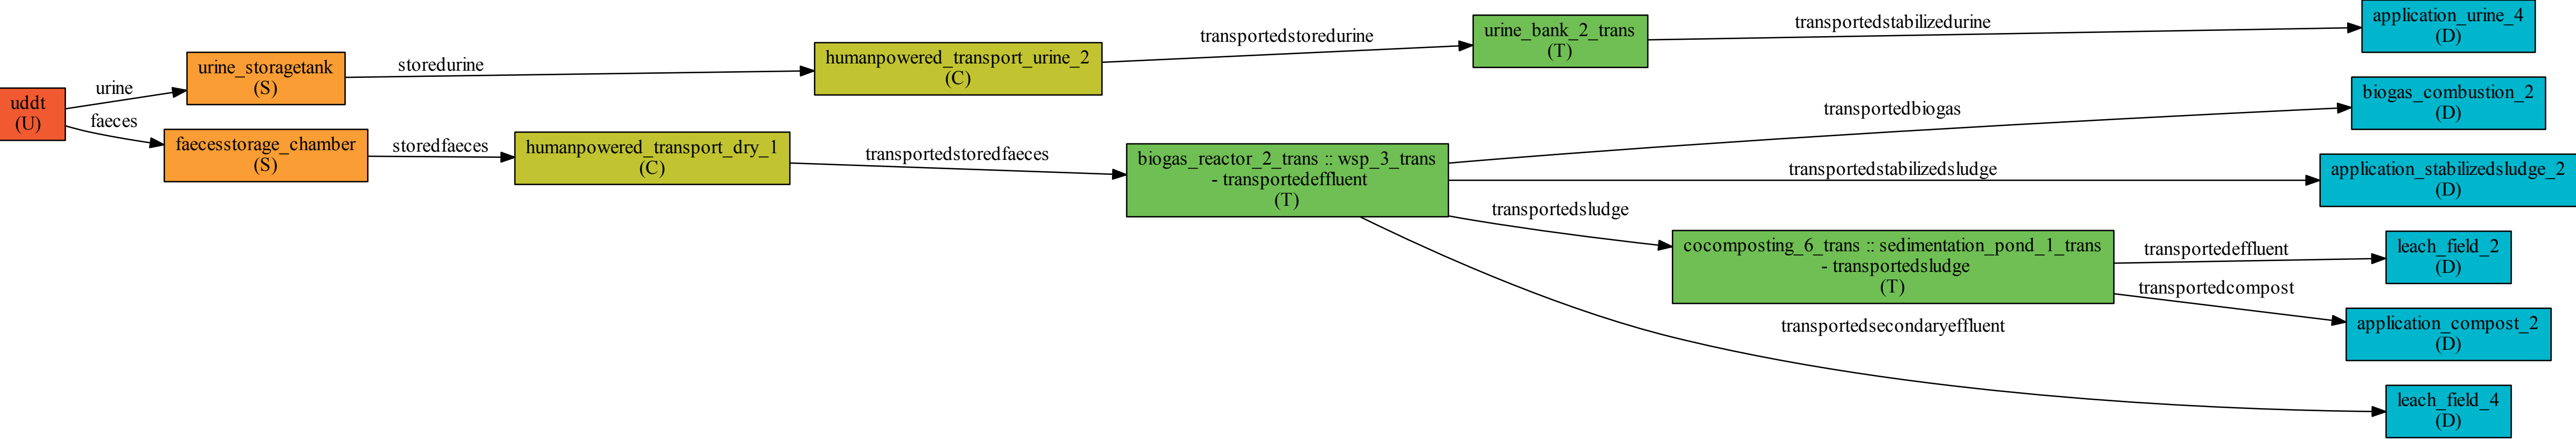 uddt
(U)
urine
faeces
urine_storagetank
(S)
faecesstorage_chamber
(S)
storedurine
storedfaeces
humanpowered_transport_urine_2
(C)
humanpowered_transport_dry_1
(C)
transportedstoredurine
transportedstoredfaeces
urine_bank_2_trans
(T)
biogas_reactor_2_trans :: wsp_3_trans
- transportedeffluent
(T)
transportedstabilizedurine
transportedbiogas
transportedstabilizedsludge
transportedsludge
cocomposting_6_trans :: sedimentation_pond_1_trans
- transportedsludge
(T)
transportedsecondaryeffluent
transportedeffluent
transportedcompost
application_urine_4
(D)
biogas_combustion_2
(D)
application_stabilizedsludge_2
(D)
leach_field_2
(D)
application_compost_2
(D)
leach_field_4
(D)